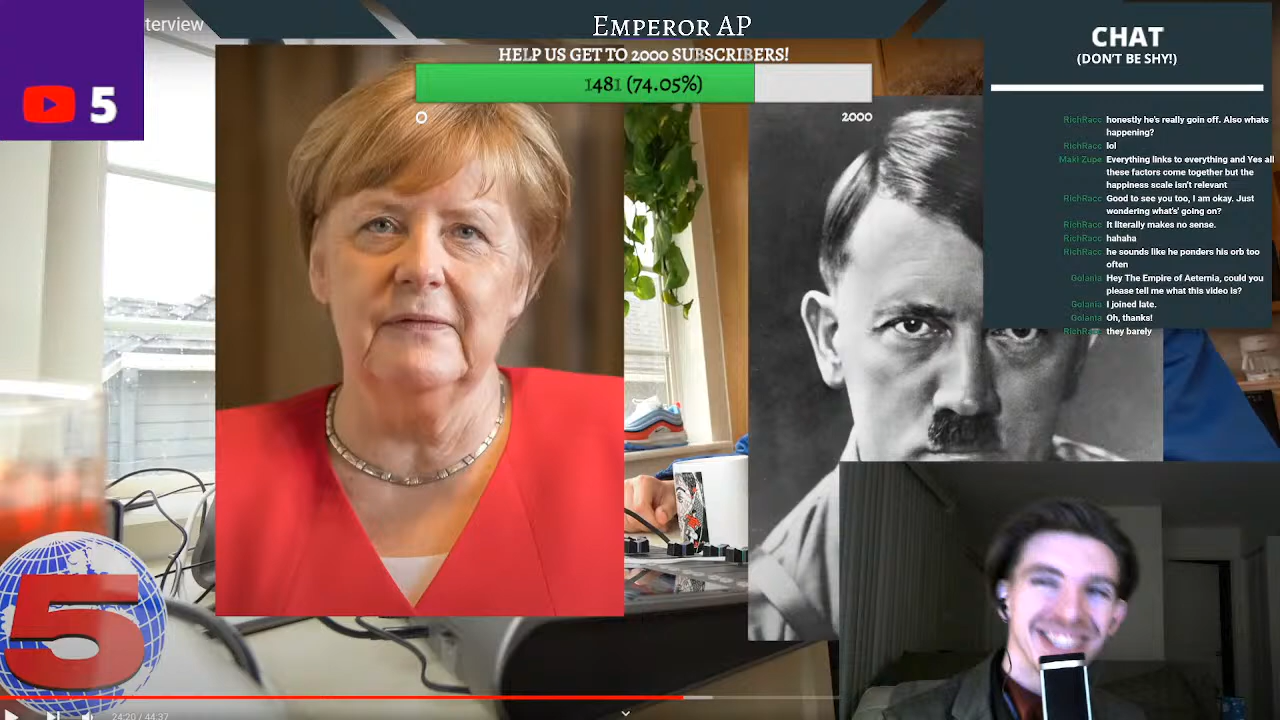 terview
EMPEROR AP
HELP US GET TO 2000 SUBSCRIBERS!
1481 (74.05%)
0
2000
5
CHAT
(DON'T BE SHY!)
RichRacc honestly he's really goin off. Also whats
happening?
RichRacc lol
Maki Zupe Everything links to everything and Yes all
these factors come together but the
happiness scale isn't relevant
RichRacc Good to see you too, I am okay. Just
wondering what's' going on?
RichRacc It literally makes no sense.
RichRacc hahaha
RichRacc he sounds like he ponders his orb too
often
Golania Hey The Empire of Aeternia, could you
please tell me what this video is?
Golania I joined late.
Golania Oh, thanks!
RichRacc they barely
5
24:20 / 44:37